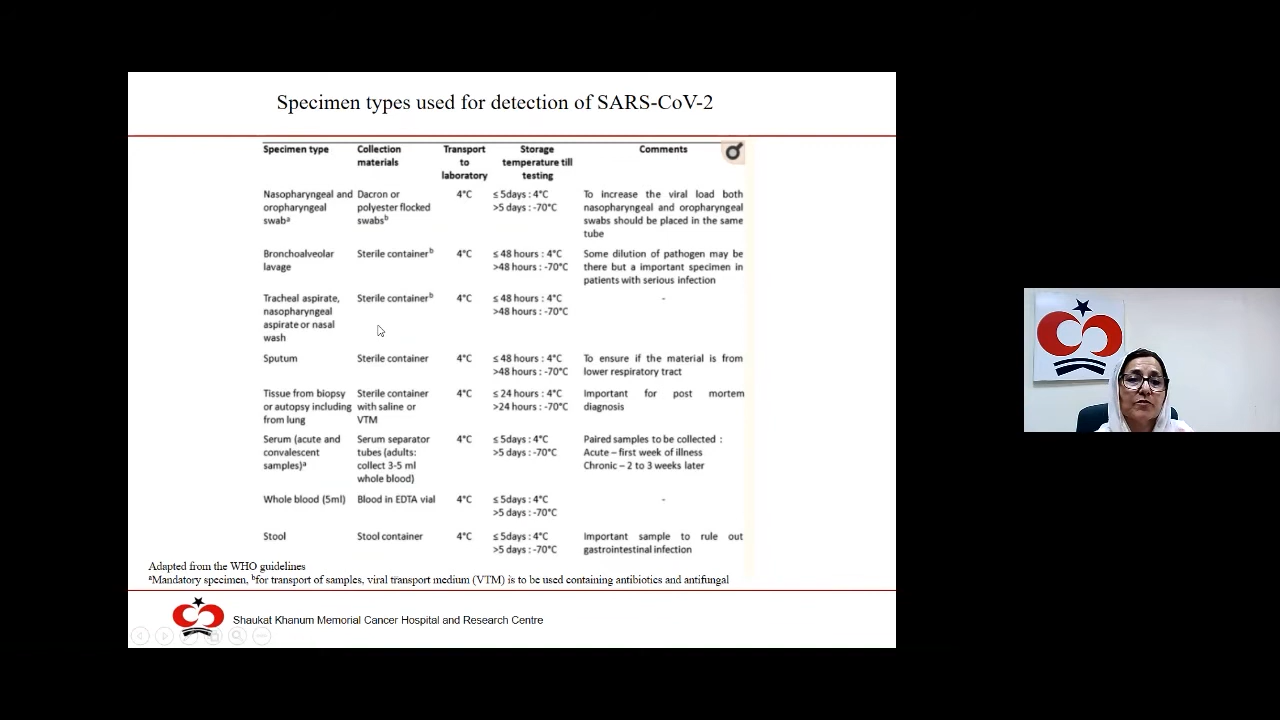 Specimen types used for detection of SARS-CoV-2
Specimen type Collection materials Transport to laboratory Storage temperature till testing Comments
Nasopharyngeal and oropharyngeal swabᵃ Dacron or polyester flocked swabsᵇ 4°C ≤ 5days : 4°C >5 days : -70°C To increase the viral load both nasopharyngeal and oropharyngeal swabs should be placed in the same tube
Bronchoalveolar lavage Sterile containerᵇ 4°C ≤ 48 hours : 4°C >48 hours : -70°C Some dilution of pathogen may be there but a important specimen in patients with serious infection
Tracheal aspirate, nasopharyngeal aspirate or nasal wash Sterile containerᵇ 4°C ≤ 48 hours : 4°C >48 hours : -70°C -
Sputum Sterile container 4°C ≤ 48 hours : 4°C >48 hours : -70°C To ensure if the material is from lower respiratory tract
Tissue from biopsy or autopsy including from lung Sterile container with saline or VTM 4°C ≤ 24 hours : 4°C >24 hours : -70°C Important for post mortem diagnosis
Serum (acute and convalescent samples)ᵃ Serum separator tubes (adults: collect 3-5 ml whole blood) 4°C ≤ 5days : 4°C >5 days : -70°C Paired samples to be collected : Acute – first week of illness Chronic – 2 to 3 weeks later
Whole blood (5ml) Blood in EDTA vial 4°C ≤ 5days : 4°C >5 days : -70°C -
Stool Stool container 4°C ≤ 5days : 4°C >5 days : -70°C Important sample to rule out gastrointestinal infection
Adapted from the WHO guidelines
ᵃMandatory specimen, ᵇfor transport of samples, viral transport medium (VTM) is to be used containing antibiotics and antifungal
Shaukat Khanum Memorial Cancer Hospital and Research Centre